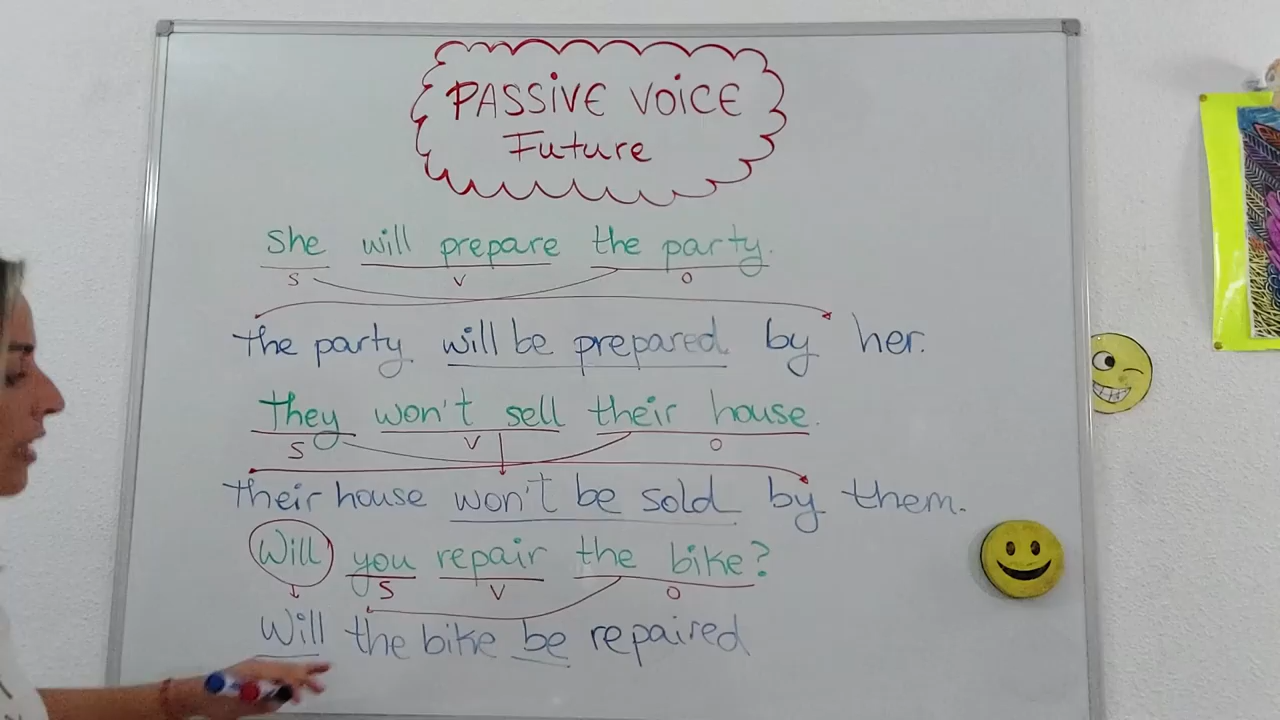 PASSIVE VOICE
Future
She will prepare the party.
S V O
the party will be prepared by her.
They won't sell their house.
S V O
their house won't be sold by them.
Will you repair the bike?
S V O
Will the bike be repaired